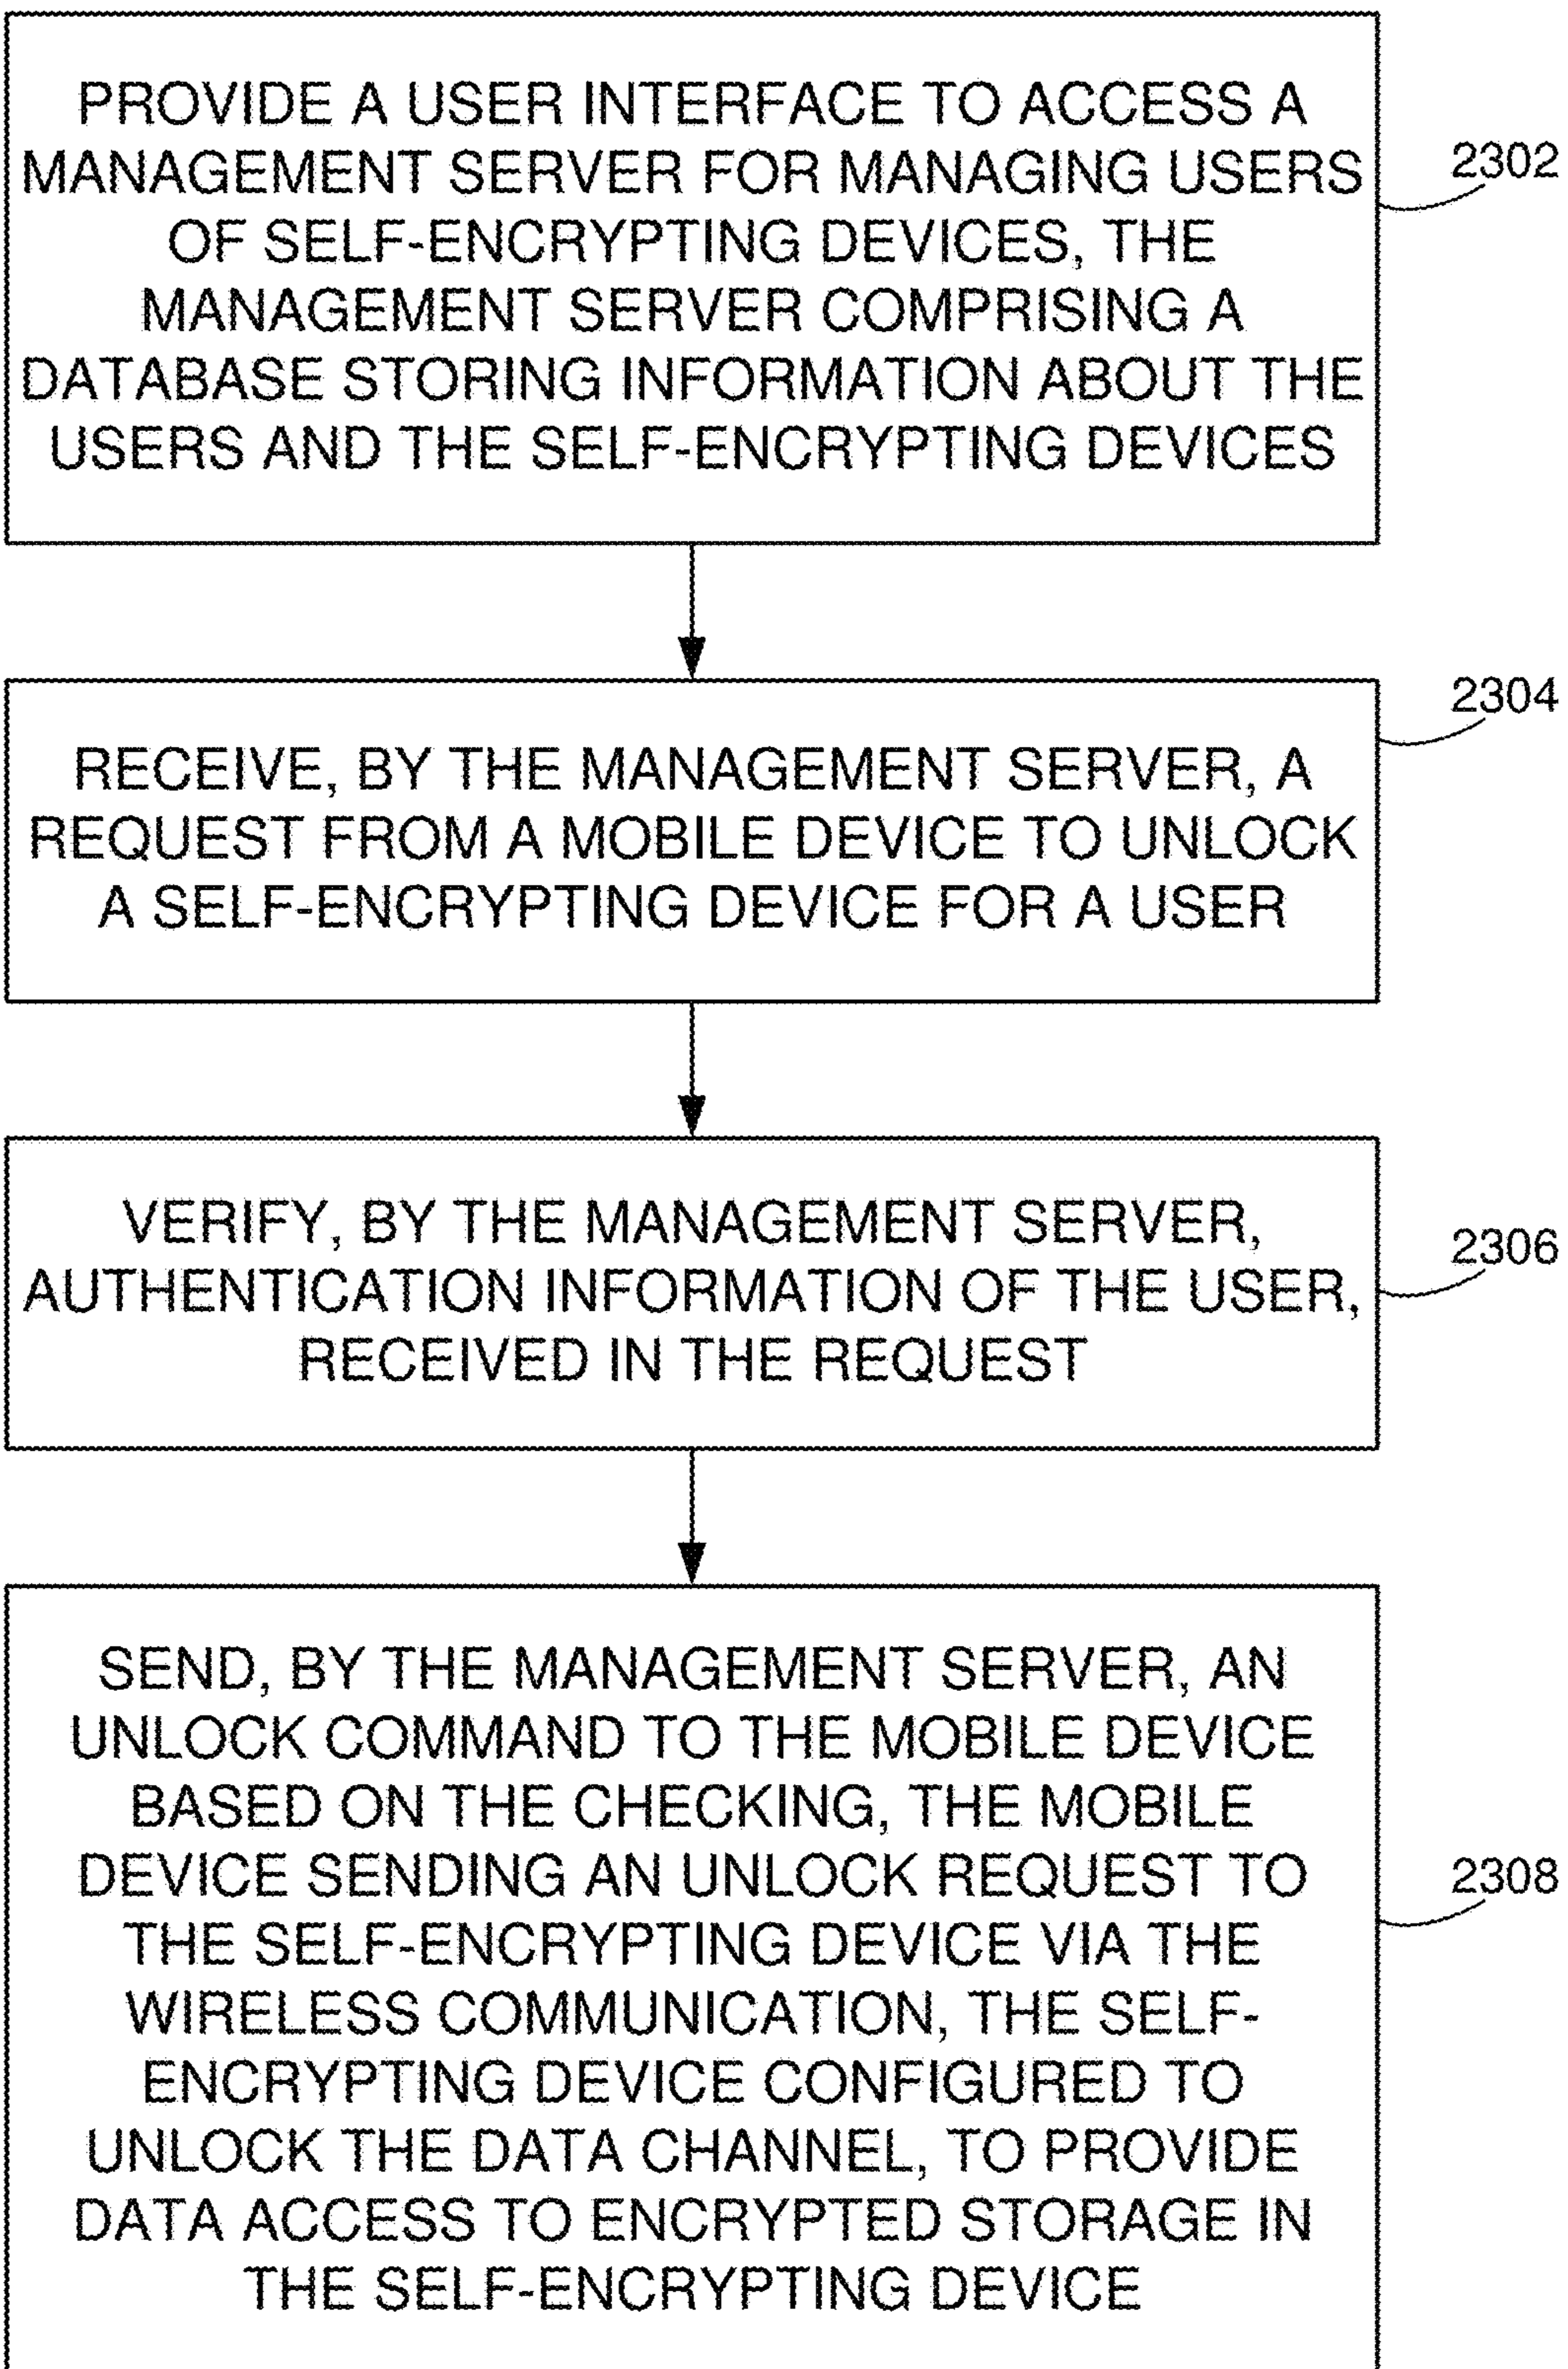 PROVIDE A USER INTERFACE TO ACCESS A
MANAGEMENT SERVER FOR MANAGING USERS
OF SELF-ENCRYPTING DEVICES, THE
MANAGEMENT SERVER COMPRISING A
DATABASE STORING INFORMATION ABOUT THE
USERS AND THE SELF-ENCRYPTING DEVICES
2302
RECEIVE, BY THE MANAGEMENT SERVER, A
REQUEST FROM A MOBILE DEVICE TO UNLOCK
A SELF-ENCRYPTING DEVICE FOR A USER
2304
VERIFY, BY THE MANAGEMENT SERVER,
AUTHENTICATION INFORMATION OF THE USER,
RECEIVED IN THE REQUEST
2306
SEND, BY THE MANAGEMENT SERVER, AN
UNLOCK COMMAND TO THE MOBILE DEVICE
BASED ON THE CHECKING, THE MOBILE
DEVICE SENDING AN UNLOCK REQUEST TO
THE SELF-ENCRYPTING DEVICE VIA THE
WIRELESS COMMUNICATION, THE SELF-
ENCRYPTING DEVICE CONFIGURED TO
UNLOCK THE DATA CHANNEL, TO PROVIDE
DATA ACCESS TO ENCRYPTED STORAGE IN
THE SELF-ENCRYPTING DEVICE
2308